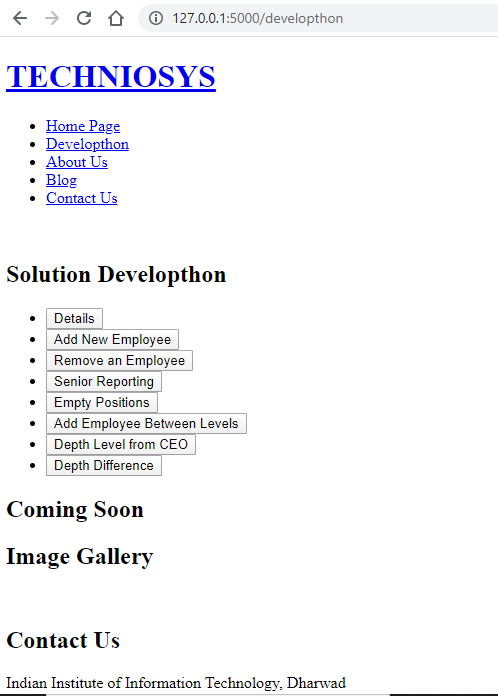 127.0.0.1:5000/developthon
TECHNIOSYS
Home Page
Developthon
About Us
Blog
Contact Us
Solution Developthon
Details
Add New Employee
Remove an Employee
Senior Reporting
Empty Positions
Add Employee Between Levels
Depth Level from CEO
Depth Difference
Coming Soon
Image Gallery
Contact Us
Indian Institute of Information Technology, Dharwad